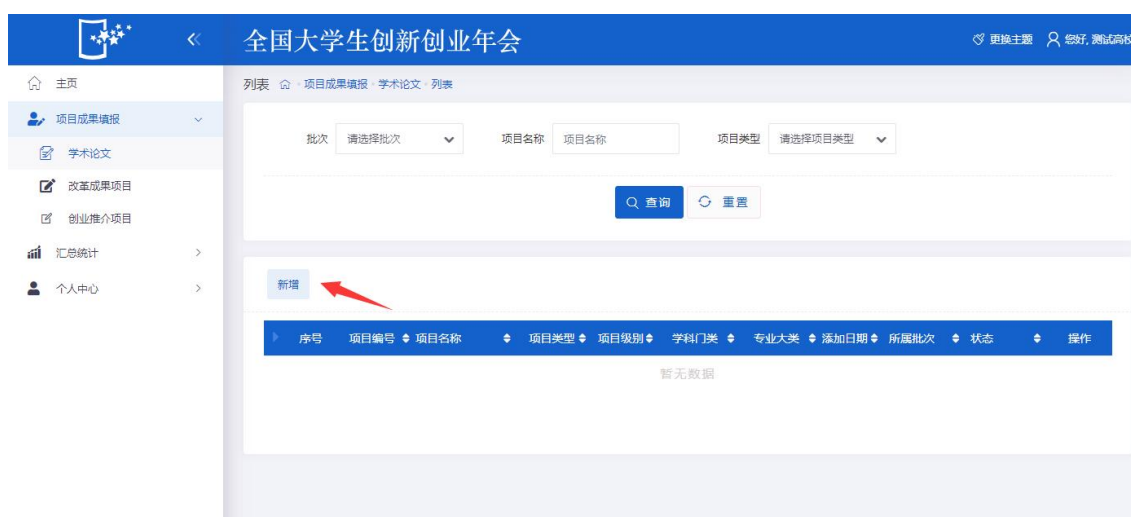 全国大学生创新创业年会
更换主题 您好, 测试高校
主页
项目成果填报
学术论文
改革成果项目
创业推介项目
汇总统计
个人中心
列表 项目成果填报 学术论文 列表
批次 请选择批次 项目名称 项目名称 项目类型 请选择项目类型
查询 重置
新增
序号 项目编号 项目名称 项目类型 项目级别 学科门类 专业大类 添加日期 所属批次 状态 操作
暂无数据